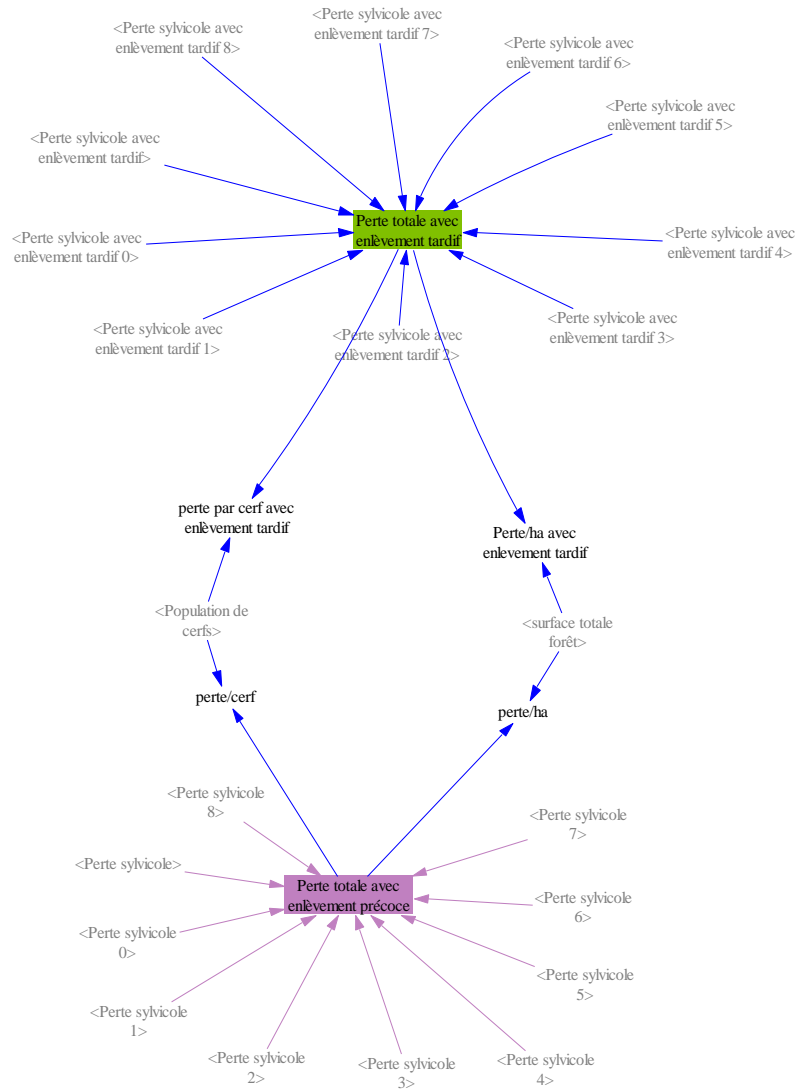 <Perte sylvicole avec
enlèvement tardif 7>
<Perte sylvicole avec
enlèvement tardif 8>
<Perte sylvicole avec
enlèvement tardif 6>
<Perte sylvicole avec
enlèvement tardif 5>
<Perte sylvicole avec
enlèvement tardif>
Perte totale avec
enlèvement tardif
<Perte sylvicole avec
enlèvement tardif 0>
<Perte sylvicole avec
enlèvement tardif 4>
<Perte sylvicole avec
enlèvement tardif 1>
<Perte sylvicole avec
enlèvement tardif 2>
<Perte sylvicole avec
enlèvement tardif 3>
perte par cerf avec
enlèvement tardif
Perte/ha avec
enlevement tardif
<Population de
cerfs>
<surface totale
forêt>
perte/cerf
perte/ha
<Perte sylvicole
8>
<Perte sylvicole
7>
<Perte sylvicole>
Perte totale avec
enlèvement précoce
<Perte sylvicole
6>
<Perte sylvicole
0>
<Perte sylvicole
5>
<Perte sylvicole
1>
<Perte sylvicole
2>
<Perte sylvicole
3>
<Perte sylvicole
4>